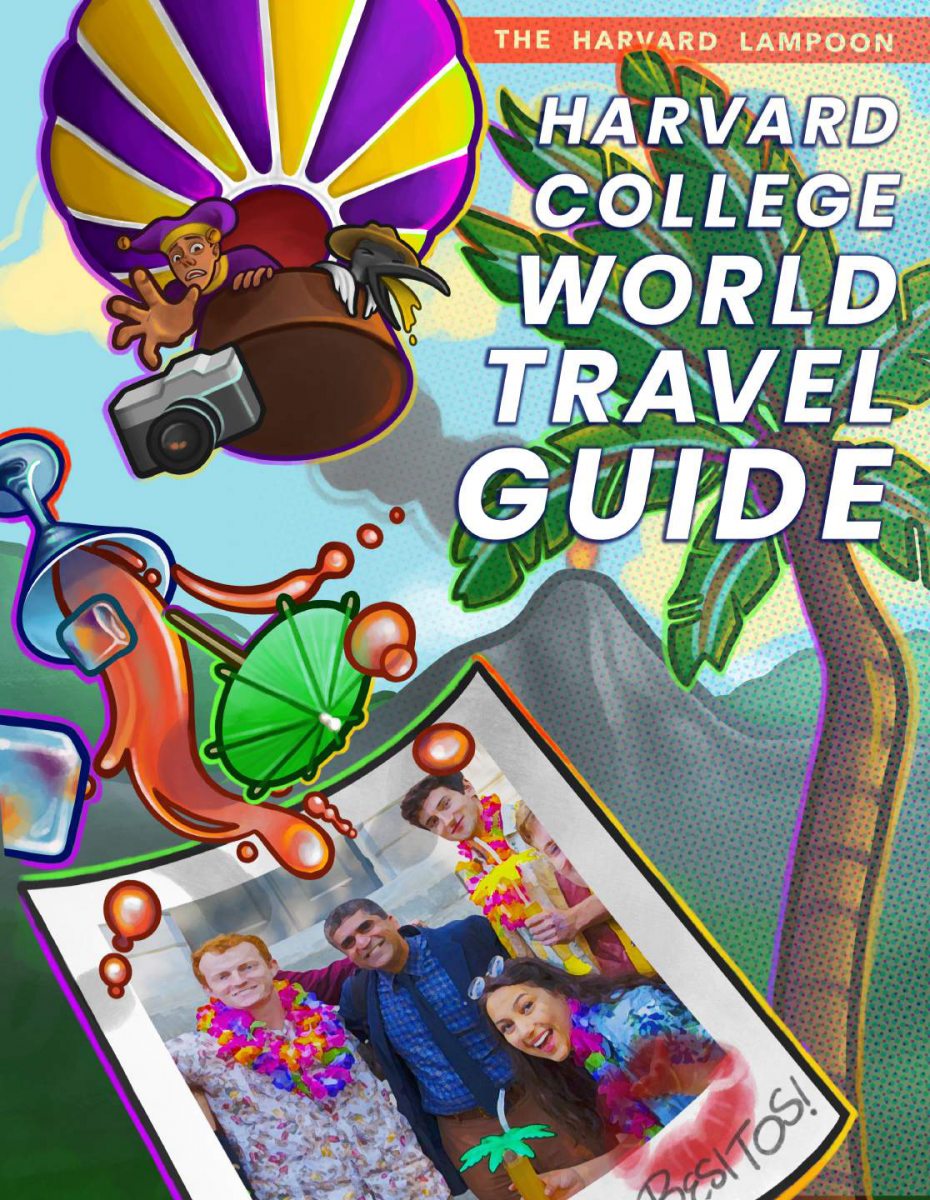 THE HARVARD LAMPOON
HARVARD
COLLEGE
WORLD
TRAVEL
GUIDE
BESITOS!